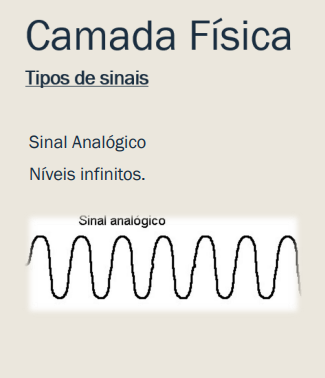 Camada Física
Tipos de sinais
Sinal Analógico
Níveis infinitos.
Sinal analógico